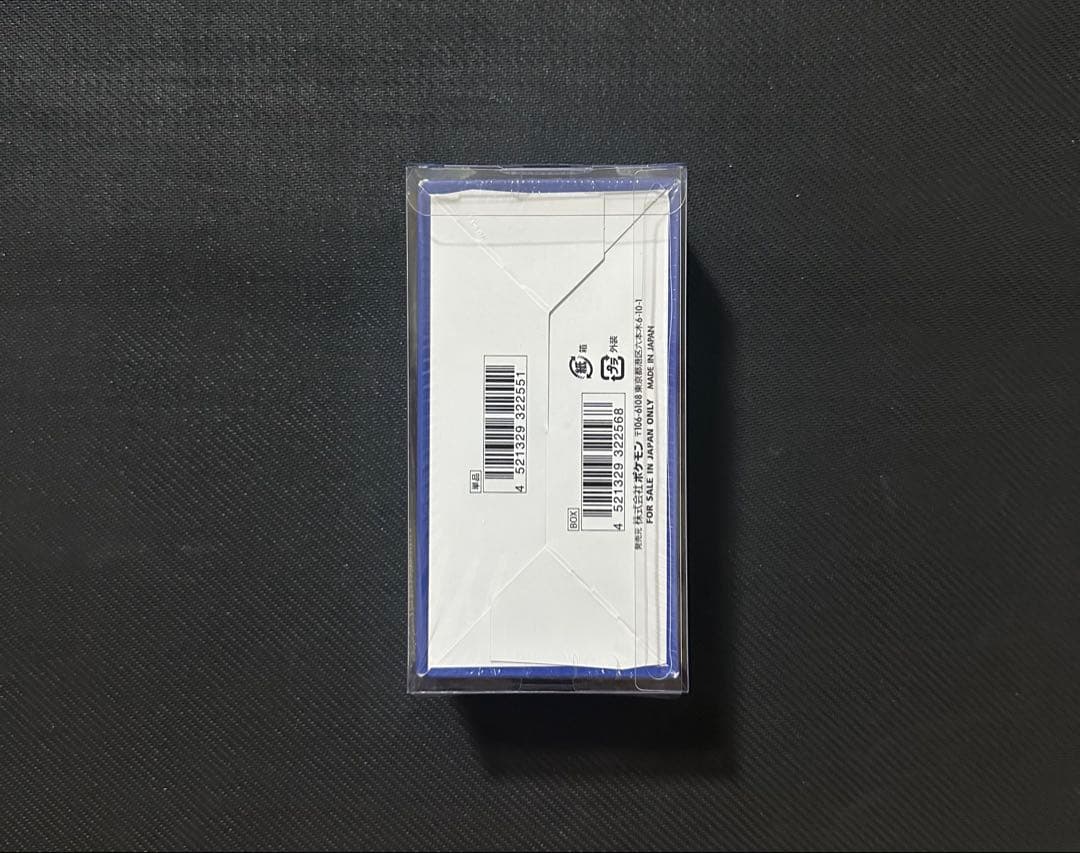 単品
4 521329 322551
BOX
4 521329 322568
紙 箱
プラ 外装
発売元 株式会社ポケモン 〒106-6108 東京都港区六本木6-10-1
FOR SALE IN JAPAN ONLY MADE IN JAPAN